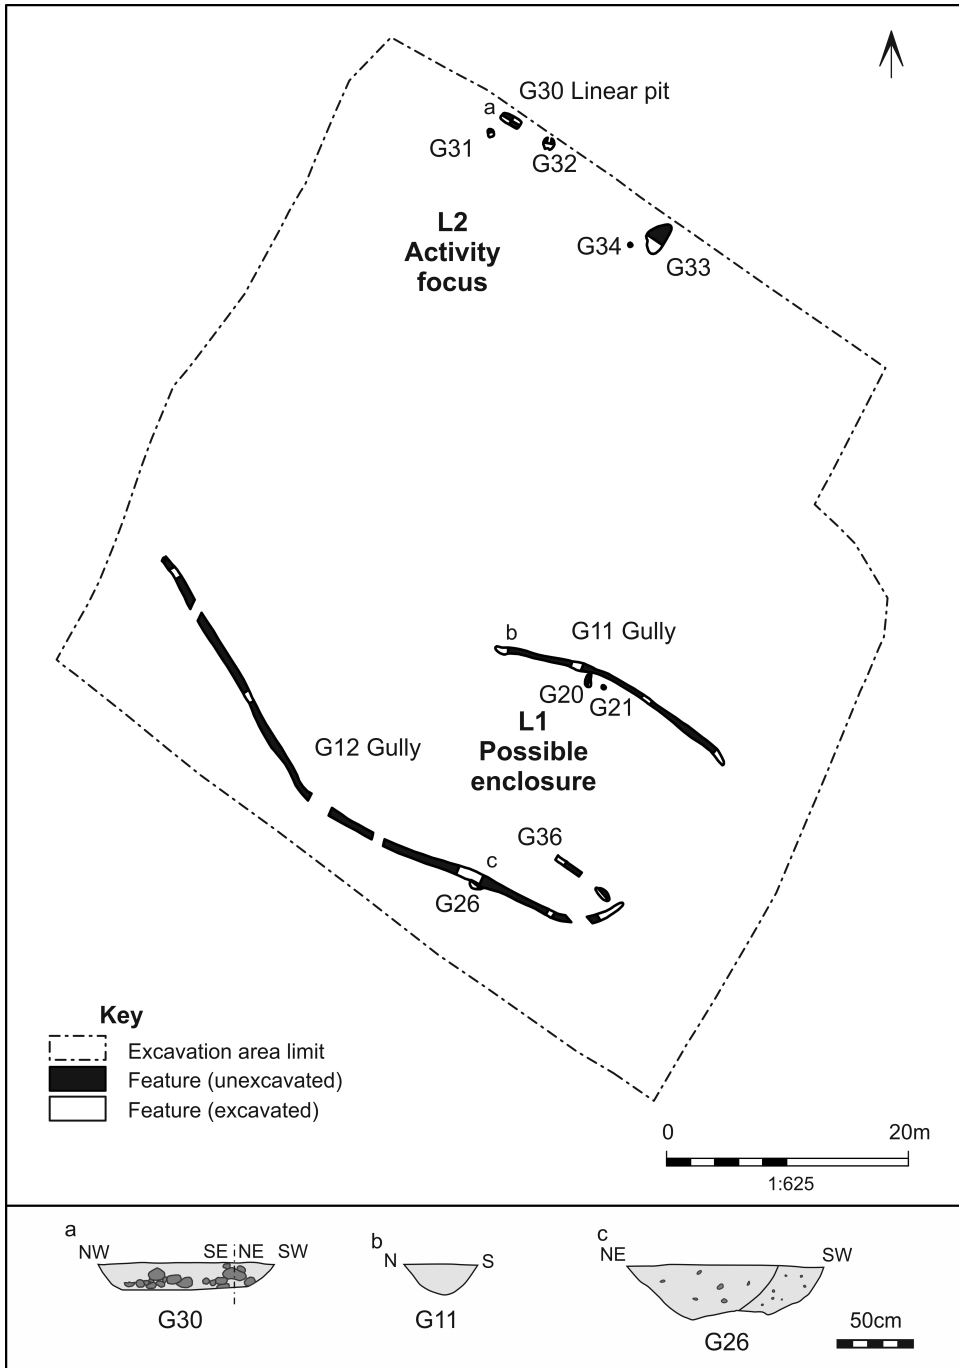 G30 Linear pit
a
G31
G32
L2
Activity
focus
G34
G33
b
G11 Gully
G20
G21
L1
Possible
enclosure
G12 Gully
G36
c
G26
Key
Excavation area limit
Feature (unexcavated)
Feature (excavated)
0 20m
1:625
a
NW SE NE SW
G30
b
N S
G11
c
NE SW
G26
50cm